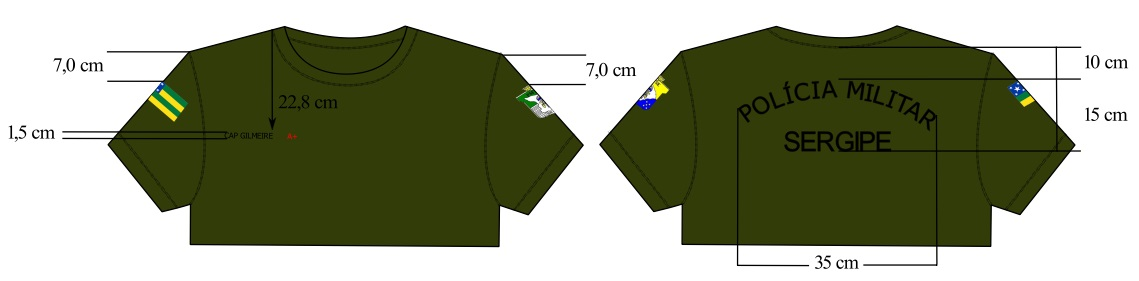 7,0 cm
22,8 cm
1,5 cm
CAP GILMEIRE A+
7,0 cm
10 cm
15 cm
POLÍCIA MILITAR
SERGIPE
35 cm